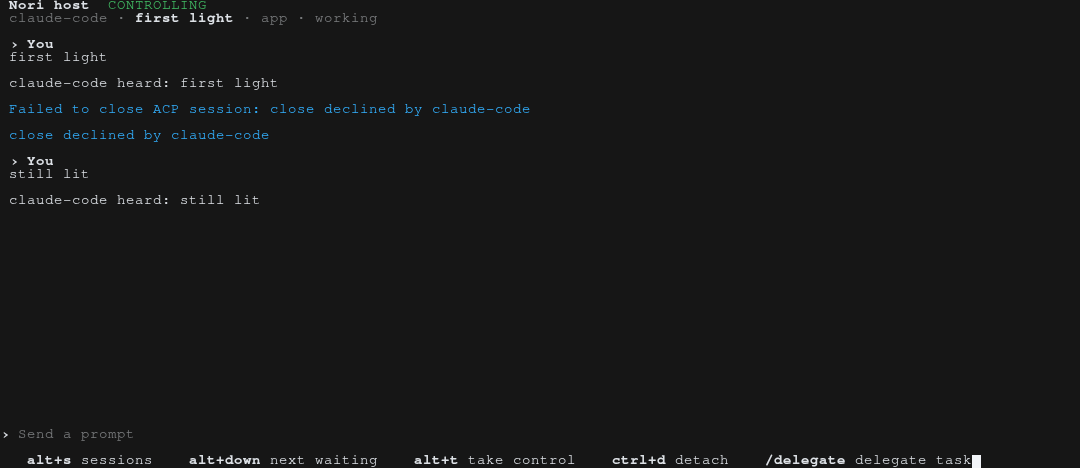 Nori host  CONTROLLING
claude-code · first light · app · working
› You
first light
claude-code heard: first light
Failed to close ACP session: close declined by claude-code
close declined by claude-code
› You
still lit
claude-code heard: still lit
› Send a prompt
alt+s sessions    alt+down next waiting    alt+t take control    ctrl+d detach    /delegate delegate task